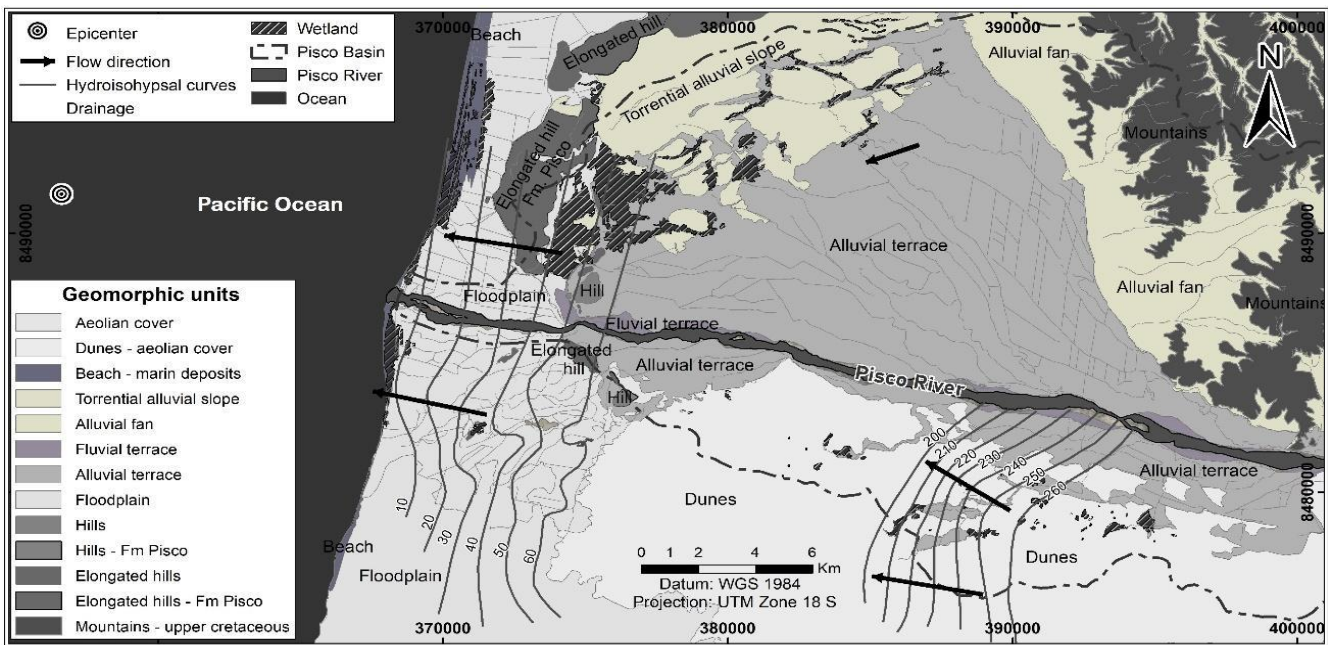 370000
380000
390000
400000
Epicenter
Flow direction
Hydroisohypsal curves
Drainage
Wetland
Pisco Basin
Pisco River
Ocean
Beach
Elongated hill
Torrential alluvial slope
Alluvial fan
N
Mountains
Elongated hill
Fm. Pisco
Pacific Ocean
8490000
8490000
Alluvial terrace
Alluvial fan
Mountains
Floodplain
Hill
Fluvial terrace
Elongated
hill
Alluvial terrace
Hill
Pisco River
Geomorphic units
Aeolian cover
Dunes - aeolian cover
Beach - marin deposits
Torrential alluvial slope
Alluvial fan
Fluvial terrace
Alluvial terrace
Floodplain
Hills
Hills - Fm Pisco
Elongated hills
Elongated hills - Fm Pisco
Mountains - upper cretaceous
200
210
220
230
240
250
260
Alluvial terrace
8480000
Dunes
Dunes
10
20
30
40
50
60
Beach
Floodplain
0 1 2 4 6
Km
Datum: WGS 1984
Projection: UTM Zone 18 S
370000
380000
390000
400000